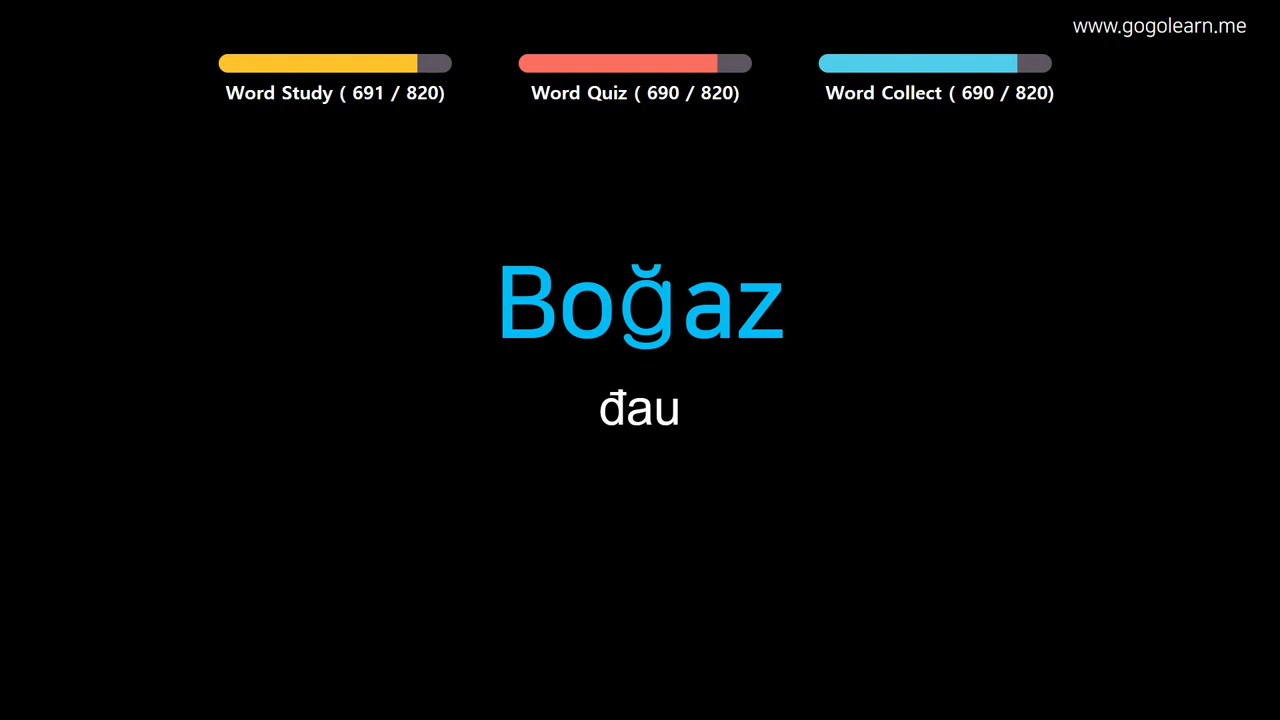 www.gogolearn.me
Word Study ( 691 / 820)
Word Quiz ( 690 / 820)
Word Collect ( 690 / 820)
Boğaz
đau